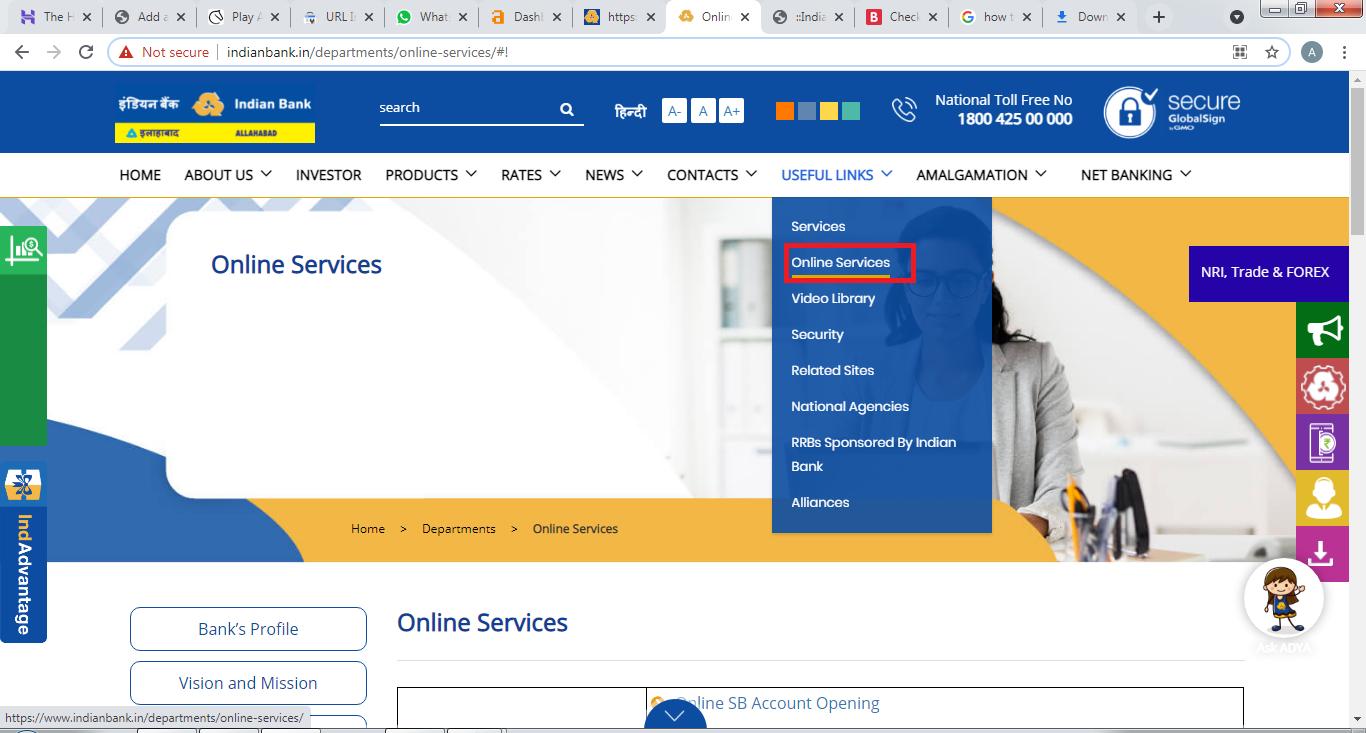 The H
Add a
Play A
URL Is
What:
Dashl
https:
Onlin
::India
Check
how t
Down
Not secure
indianbank.in/departments/online-services/#!
A
इंडियन बैंक
Indian Bank
इलाहाबाद
ALLAHABAD
search
हिन्दी
A-
A
A+
National Toll Free No
1800 425 00 000
secure
GlobalSign
by GMO
HOME
ABOUT US
INVESTOR
PRODUCTS
RATES
NEWS
CONTACTS
USEFUL LINKS
AMALGAMATION
NET BANKING
Online Services
Services
Online Services
Video Library
Security
Related Sites
National Agencies
RRBs Sponsored By Indian
Bank
Alliances
NRI, Trade & FOREX
Home > Departments > Online Services
IndAdvantage
Bank's Profile
Vision and Mission
Online Services
Online SB Account Opening
Ask ADYA
https://www.indianbank.in/departments/online-services/